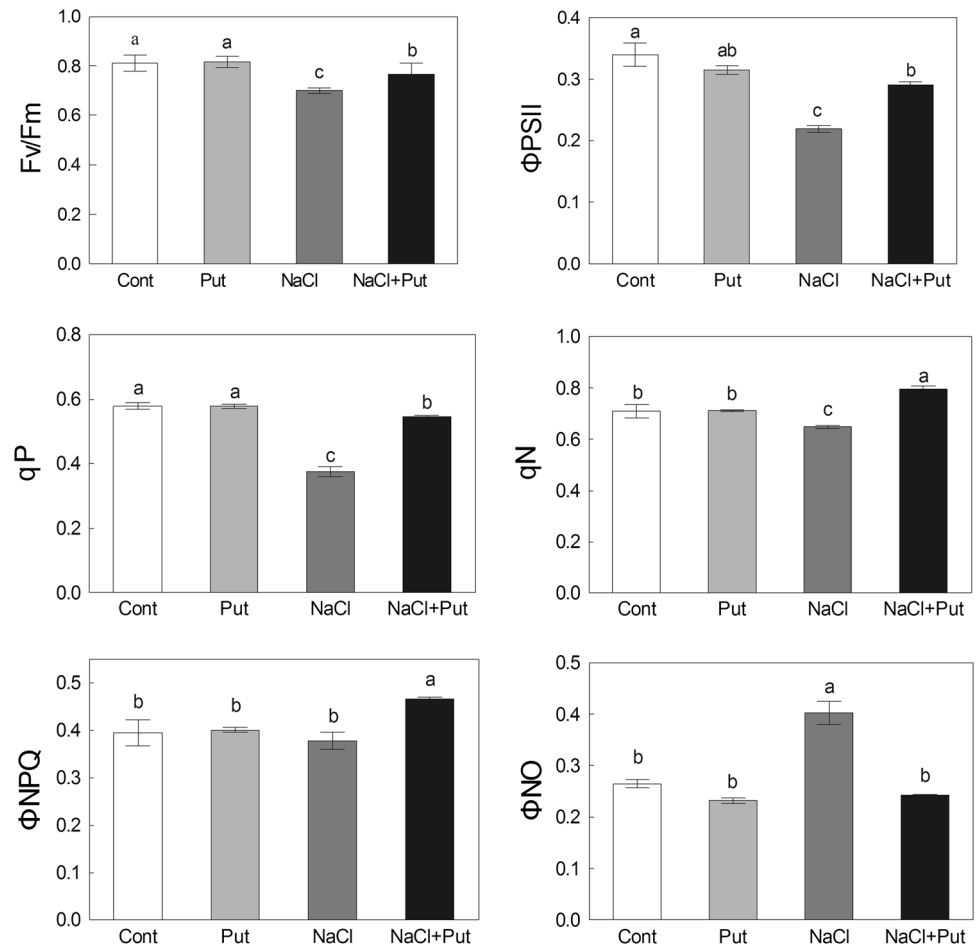 Fv/Fm
1.0
0.8
0.6
0.4
0.2
0.0
a
a
c
b
Cont Put NaCl NaCl+Put
ΦPSII
0.4
0.3
0.2
0.1
0.0
a
ab
c
b
Cont Put NaCl NaCl+Put
qP
0.8
0.6
0.4
0.2
0.0
a
a
c
b
Cont Put NaCl NaCl+Put
qN
1.0
0.8
0.6
0.4
0.2
0.0
b
b
c
a
Cont Put NaCl NaCl+Put
ΦNPQ
0.5
0.4
0.3
0.2
0.1
0.0
b
b
b
a
Cont Put NaCl NaCl+Put
ΦNO
0.5
0.4
0.3
0.2
0.1
0.0
b
b
a
b
Cont Put NaCl NaCl+Put